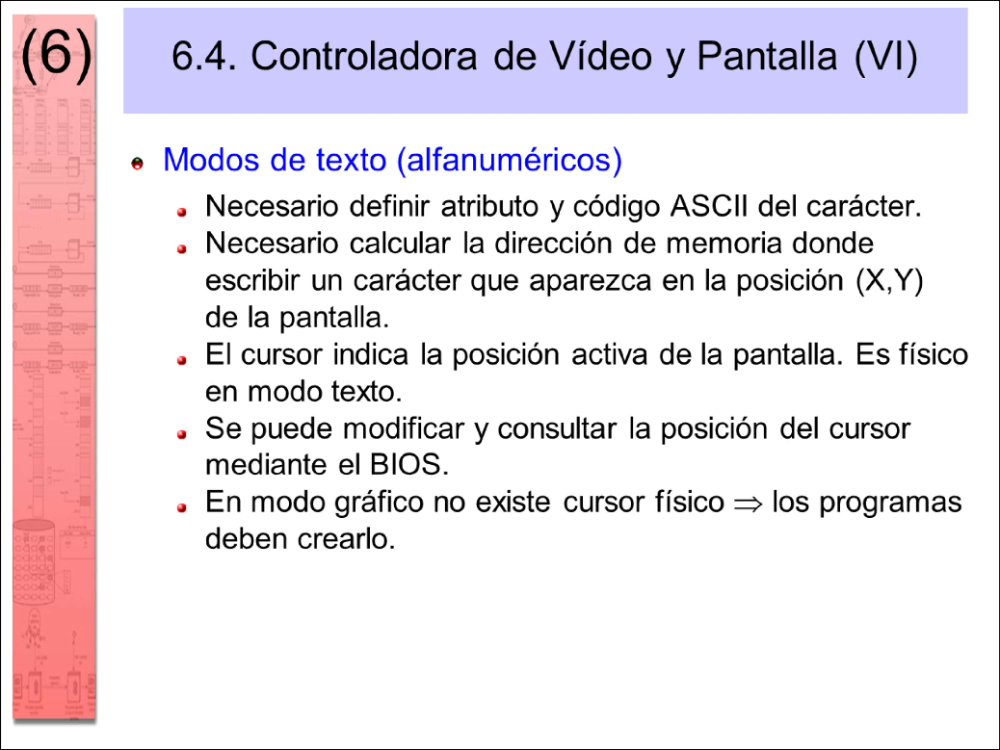 (6)
6.4. Controladora de Vídeo y Pantalla (VI)
Modos de texto (alfanuméricos)
Necesario definir atributo y código ASCII del carácter.
Necesario calcular la dirección de memoria donde
escribir un carácter que aparezca en la posición (X,Y)
de la pantalla.
El cursor indica la posición activa de la pantalla. Es físico
en modo texto.
Se puede modificar y consultar la posición del cursor
mediante el BIOS.
En modo gráfico no existe cursor físico ⇒ los programas
deben crearlo.